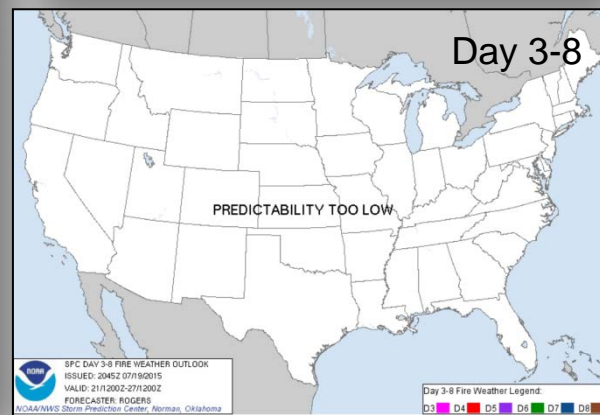 Day 3-8
PREDICTABILITY TOO LOW
NOAA
SPC DAY 3-8 FIRE WEATHER OUTLOOK
ISSUED: 2045Z 07/19/2015
VALID: 21/1200Z-27/1200Z
FORECASTER: ROGERS
NOAA/NWS Storm Prediction Center, Norman, Oklahoma
Day 3-8 Fire Weather Legend:
D3 D4 D5 D6 D7 D8